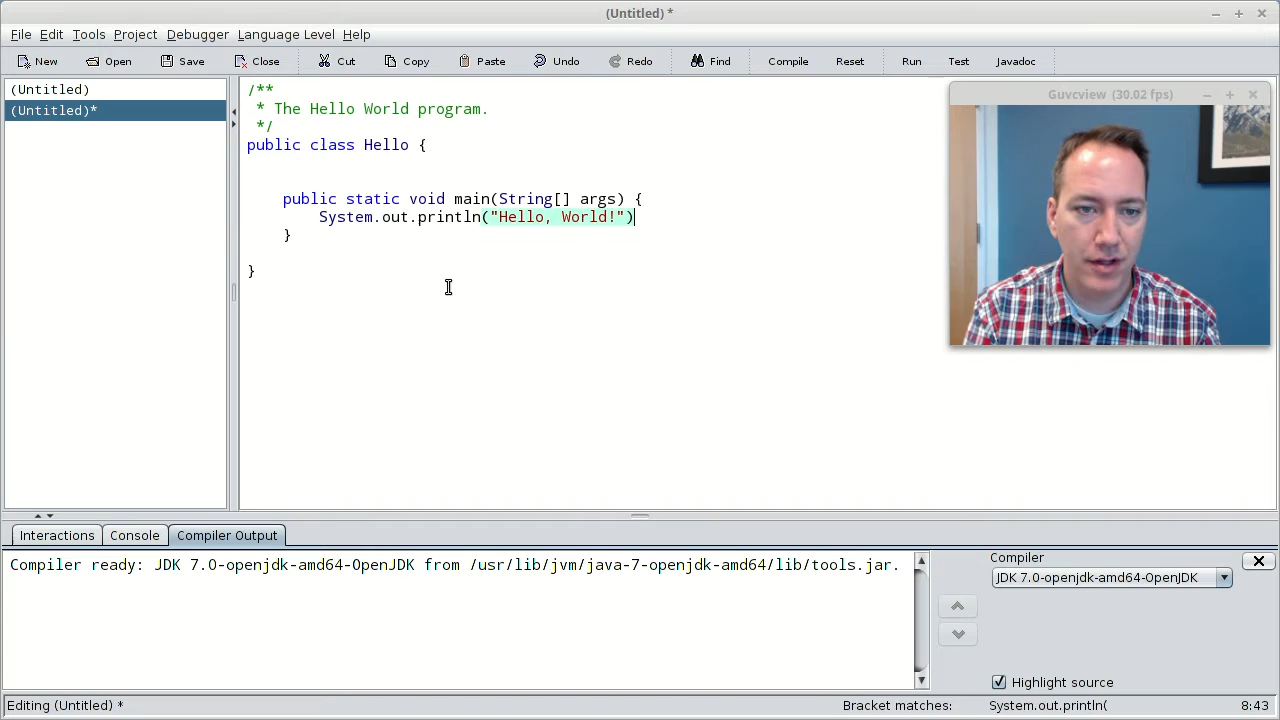 (Untitled) *
File Edit Tools Project Debugger Language Level Help
New Open Save Close Cut Copy Paste Undo Redo Find Compile Reset Run Test Javadoc
(Untitled)
(Untitled)*
/**
* The Hello World program.
*/
public class Hello {
public static void main(String[] args) {
System.out.println("Hello, World!")
}
}
Guvcview (30.02 fps)
Interactions Console Compiler Output
Compiler ready: JDK 7.0-openjdk-amd64-OpenJDK from /usr/lib/jvm/java-7-openjdk-amd64/lib/tools.jar.
Compiler
JDK 7.0-openjdk-amd64-OpenJDK
Highlight source
Editing (Untitled) * Bracket matches: System.out.println( 8:43